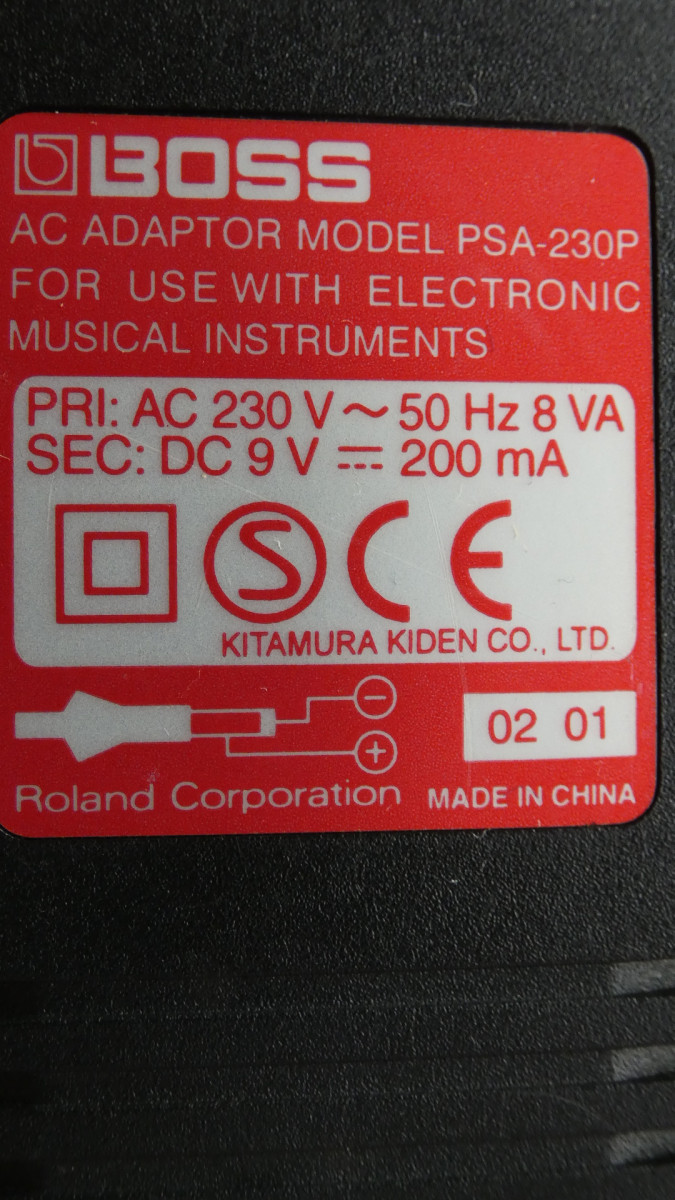 BOSS
AC ADAPTOR MODEL PSA-230P
FOR USE WITH ELECTRONIC
MUSICAL INSTRUMENTS
PRI: AC 230 V ~ 50 Hz 8 VA
SEC: DC 9 V ⎓ 200 mA
S CE
KITAMURA KIDEN CO., LTD.
−
02 01
+
Roland Corporation MADE IN CHINA